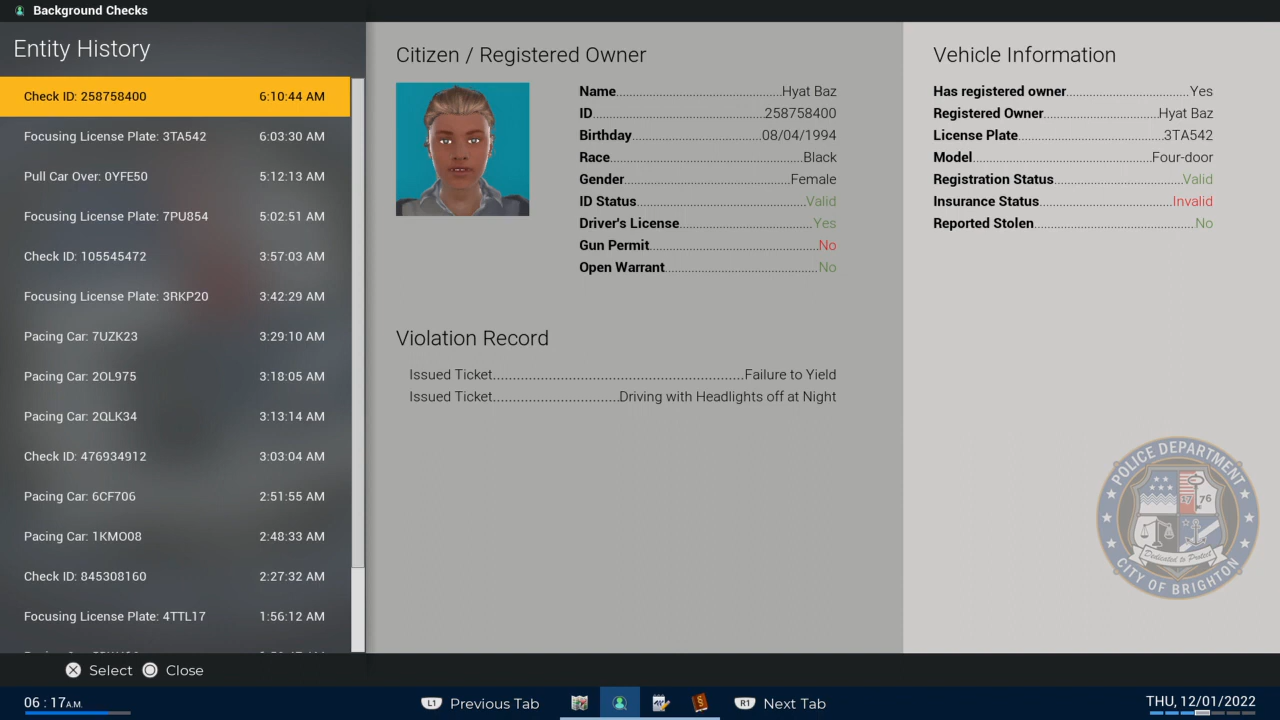 Background Checks
Entity History
Check ID: 258758400 6:10:44 AM
Focusing License Plate: 3TA542 6:03:30 AM
Pull Car Over: 0YFE50 5:12:13 AM
Focusing License Plate: 7PU854 5:02:51 AM
Check ID: 105545472 3:57:03 AM
Focusing License Plate: 3RKP20 3:42:29 AM
Pacing Car: 7UZK23 3:29:10 AM
Pacing Car: 2OL975 3:18:05 AM
Pacing Car: 2QLK34 3:13:14 AM
Check ID: 476934912 3:03:04 AM
Pacing Car: 6CF706 2:51:55 AM
Pacing Car: 1KMO08 2:48:33 AM
Check ID: 845308160 2:27:32 AM
Focusing License Plate: 4TTL17 1:56:12 AM
Citizen / Registered Owner
Name Hyat Baz
ID 258758400
Birthday 08/04/1994
Race Black
Gender Female
ID Status Valid
Driver's License Yes
Gun Permit No
Open Warrant No
Violation Record
Issued Ticket Failure to Yield
Issued Ticket Driving with Headlights off at Night
Vehicle Information
Has registered owner Yes
Registered Owner Hyat Baz
License Plate 3TA542
Model Four-door
Registration Status Valid
Insurance Status Invalid
Reported Stolen No
POLICE DEPARTMENT
1776
Dedicated to Protect
CITY OF BRIGHTON
Select Close
06 : 17 A.M.
L1 Previous Tab
R1 Next Tab
THU, 12/01/2022